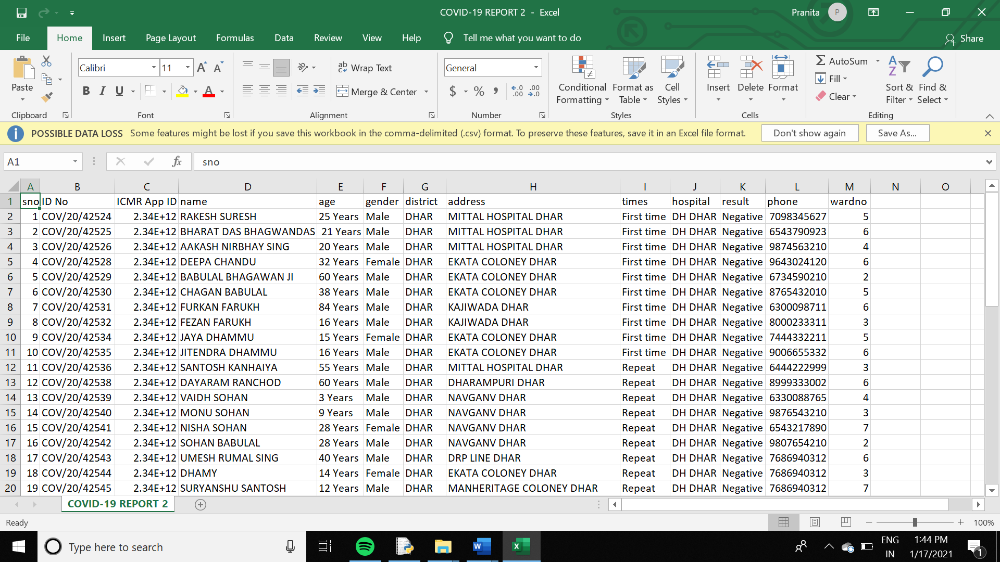 COVID-19 REPORT 2 - Excel
Pranita P
File Home Insert Page Layout Formulas Data Review View Help Tell me what you want to do Share
Paste
Clipboard
Calibri 11
B I U
Font
Wrap Text
Merge & Center
Alignment
General
$ % ,
Number
Conditional Formatting
Format as Table
Cell Styles
Styles
Insert Delete Format
Cells
AutoSum
Fill
Clear
Sort & Filter
Find & Select
Editing
POSSIBLE DATA LOSS Some features might be lost if you save this workbook in the comma-delimited (.csv) format. To preserve these features, save it in an Excel file format. Don't show again Save As...
A1 fx sno
A B C D E F G H I J K L M N O
1 sno ID No ICMR App ID name age gender district address times hospital result phone wardno
2 1 COV/20/42524 2.34E+12 RAKESH SURESH 25 Years Male DHAR MITTAL HOSPITAL DHAR First time DH DHAR Negative 7098345627 5
3 2 COV/20/42525 2.34E+12 BHARAT DAS BHAGWANDAS 21 Years Male DHAR MITTAL HOSPITAL DHAR First time DH DHAR Negative 6543790923 6
4 3 COV/20/42526 2.34E+12 AAKASH NIRBHAY SING 20 Years Male DHAR MITTAL HOSPITAL DHAR First time DH DHAR Negative 9874563210 4
5 4 COV/20/42528 2.34E+12 DEEPA CHANDU 32 Years Female DHAR EKATA COLONEY DHAR First time DH DHAR Negative 9643024120 6
6 5 COV/20/42529 2.34E+12 BABULAL BHAGAWAN JI 60 Years Male DHAR EKATA COLONEY DHAR First time DH DHAR Negative 6734590210 2
7 6 COV/20/42530 2.34E+12 CHAGAN BABULAL 38 Years Male DHAR EKATA COLONEY DHAR First time DH DHAR Negative 8765432010 5
8 7 COV/20/42531 2.34E+12 FURKAN FARUKH 84 Years Male DHAR KAJIWADA DHAR First time DH DHAR Negative 6300098711 6
9 8 COV/20/42532 2.34E+12 FEZAN FARUKH 16 Years Male DHAR KAJIWADA DHAR First time DH DHAR Negative 8000233311 3
10 9 COV/20/42534 2.34E+12 JAYA DHAMMU 15 Years Female DHAR EKATA COLONEY DHAR First time DH DHAR Negative 7444332211 5
11 10 COV/20/42535 2.34E+12 JITENDRA DHAMMU 16 Years Male DHAR EKATA COLONEY DHAR First time DH DHAR Negative 9006655332 6
12 11 COV/20/42536 2.34E+12 SANTOSH KANHAIYA 55 Years Male DHAR MITTAL HOSPITAL DHAR Repeat DH DHAR Negative 6444222999 3
13 12 COV/20/42538 2.34E+12 DAYARAM RANCHOD 60 Years Male DHAR DHARAMPURI DHAR Repeat DH DHAR Negative 8999333002 6
14 13 COV/20/42539 2.34E+12 VAIDH SOHAN 3 Years Male DHAR NAVGANV DHAR Repeat DH DHAR Negative 6330088765 4
15 14 COV/20/42540 2.34E+12 MONU SOHAN 9 Years Male DHAR NAVGANV DHAR Repeat DH DHAR Negative 9876543210 3
16 15 COV/20/42541 2.34E+12 NISHA SOHAN 28 Years Female DHAR NAVGANV DHAR Repeat DH DHAR Negative 6543217890 7
17 16 COV/20/42542 2.34E+12 SOHAN BABULAL 28 Years Male DHAR NAVGANV DHAR Repeat DH DHAR Negative 9807654210 2
18 17 COV/20/42543 2.34E+12 UMESH RUMAL SING 40 Years Male DHAR DRP LINE DHAR Repeat DH DHAR Negative 7686940312 6
19 18 COV/20/42544 2.34E+12 DHAMY 14 Years Female DHAR EKATA COLONEY DHAR Repeat DH DHAR Negative 7686940312 3
20 19 COV/20/42545 2.34E+12 SURYANSHU SANTOSH 12 Years Male DHAR MANHERITAGE COLONEY DHAR Repeat DH DHAR Negative 7686940312 7
COVID-19 REPORT 2
Ready 100%
Type here to search
ENG
IN
1:44 PM
1/17/2021
1